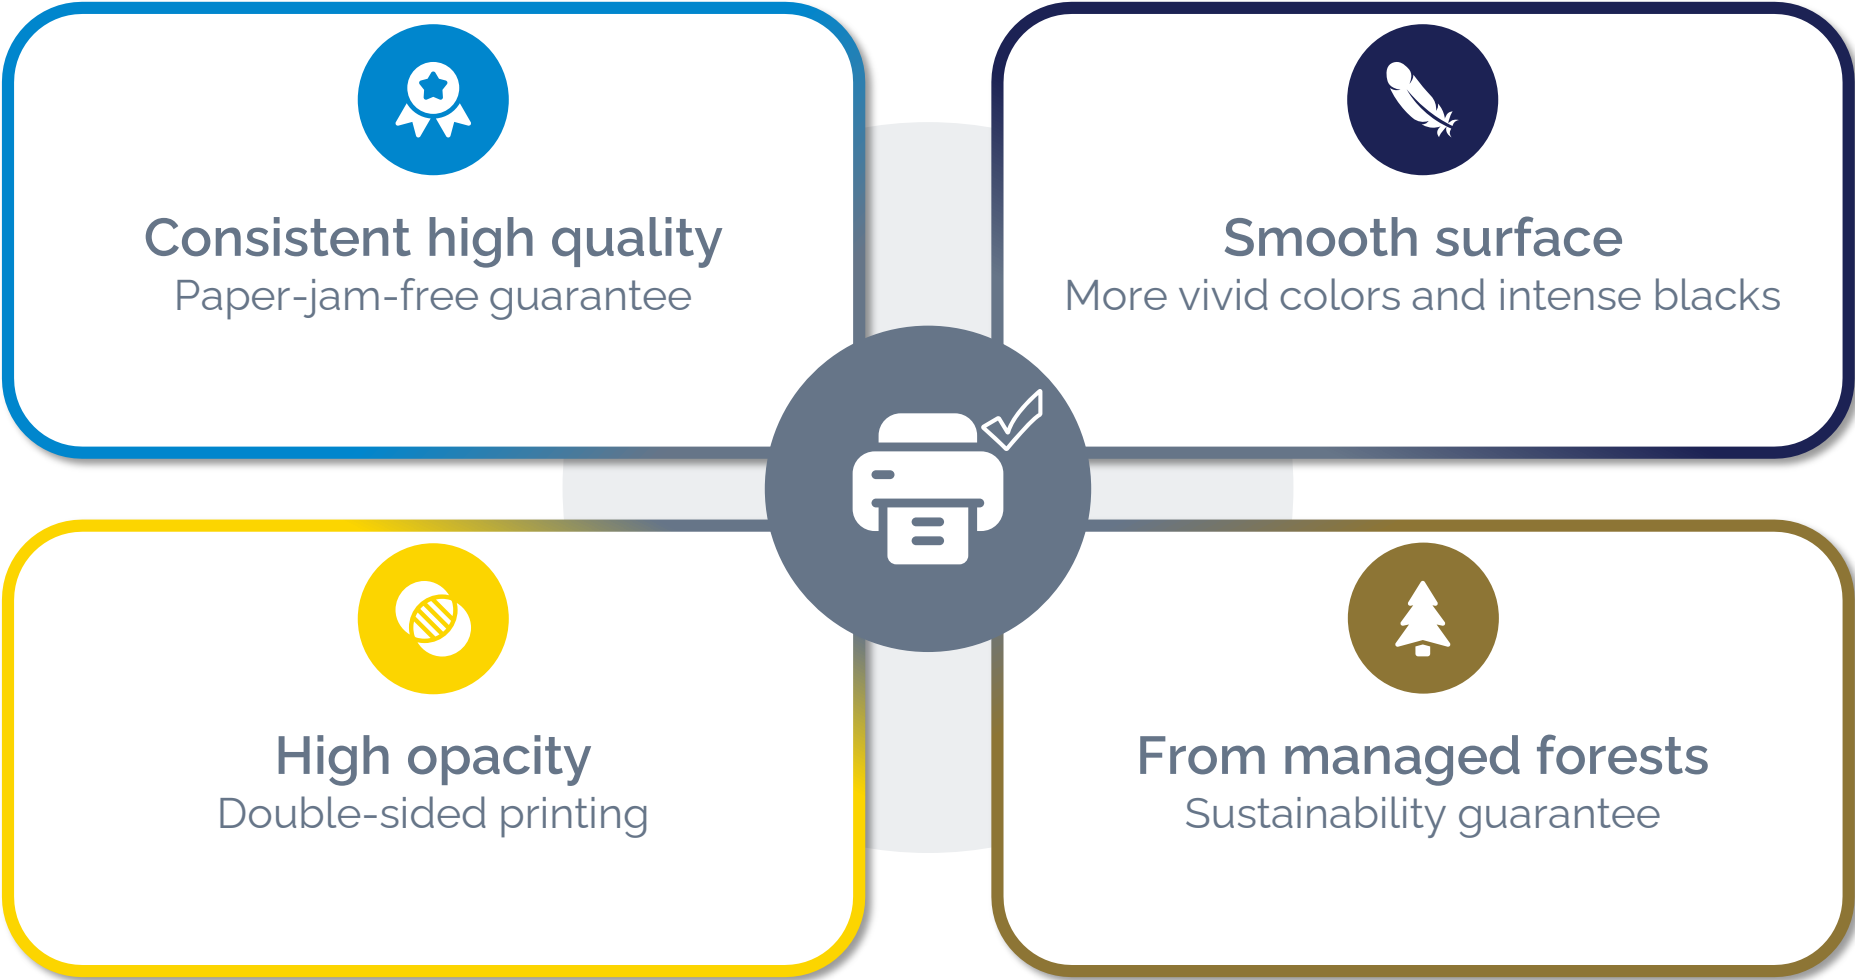 Consistent high quality
Paper-jam-free guarantee
Smooth surface
More vivid colors and intense blacks
High opacity
Double-sided printing
From managed forests
Sustainability guarantee